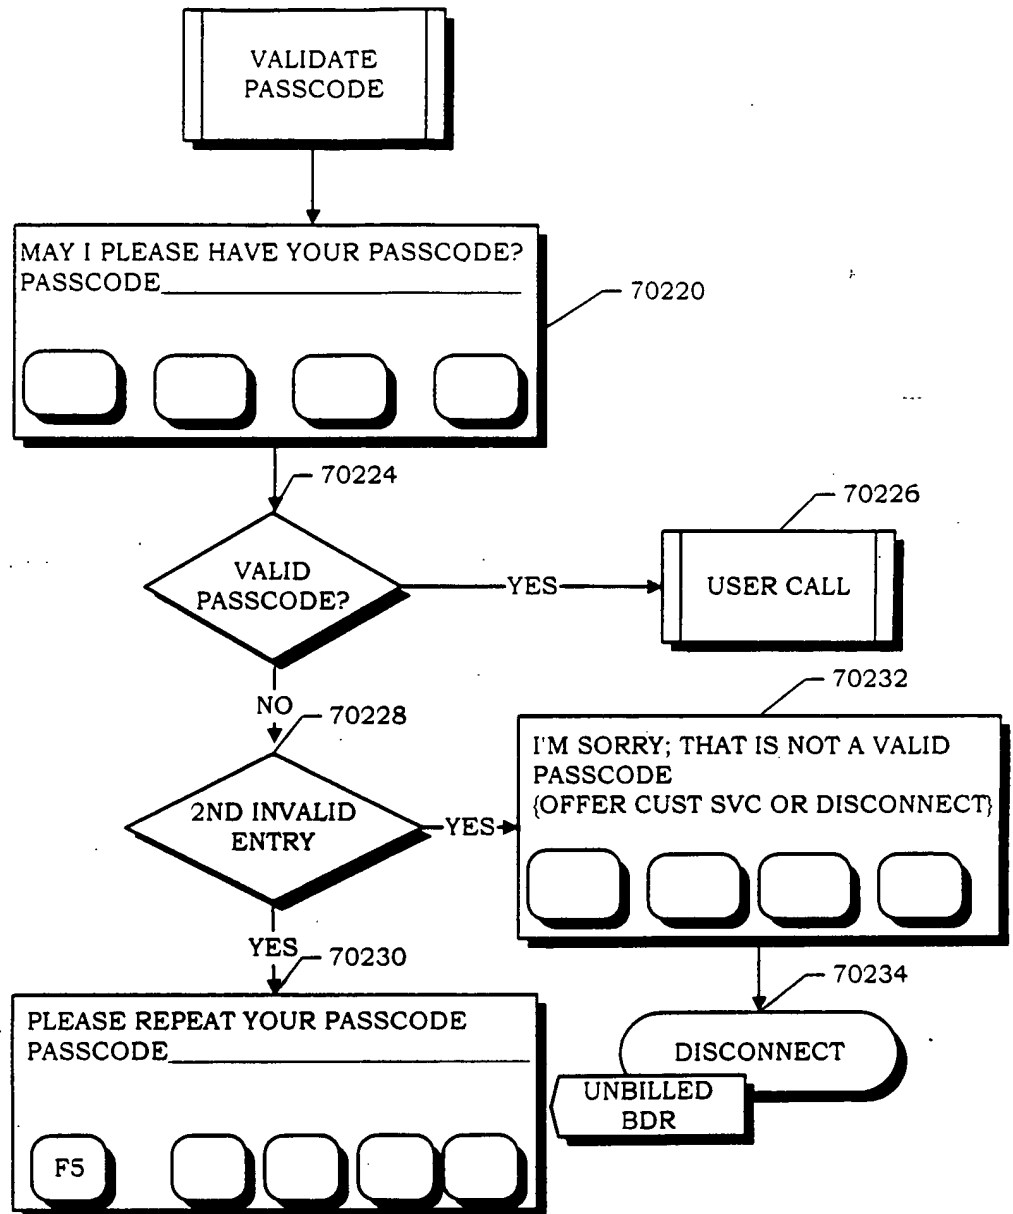 VALIDATE
PASSCODE
MAY I PLEASE HAVE YOUR PASSCODE?
PASSCODE
70220
70224
VALID
PASSCODE?
YES
70226
USER CALL
NO
70228
2ND INVALID
ENTRY
YES
70232
I'M SORRY; THAT IS NOT A VALID
PASSCODE
{OFFER CUST SVC OR DISCONNECT}
YES
70230
PLEASE REPEAT YOUR PASSCODE
PASSCODE
F5
70234
DISCONNECT
UNBILLED
BDR